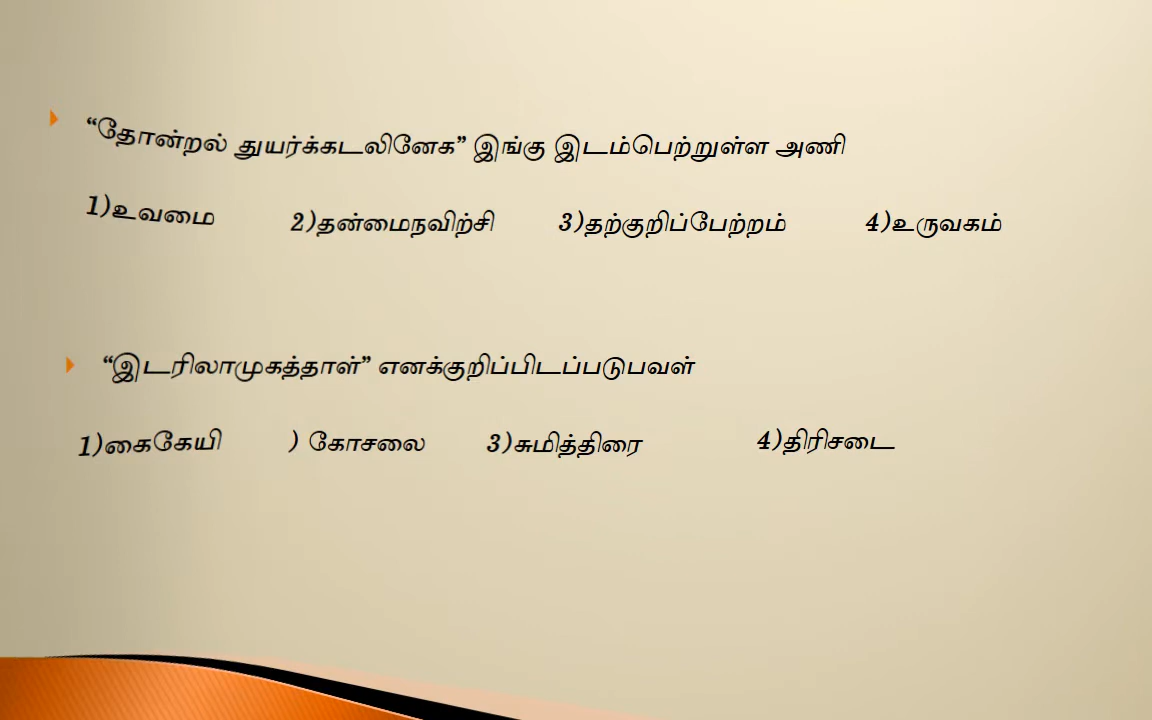 “தோன்றல் துயர்க்கடலினேக” இங்கு இடம்பெற்றுள்ள அணி
1)உவமை 2)தன்மைநவிற்சி 3)தற்குறிப்பேற்றம் 4)உருவகம்
“இடரிலாமுகத்தாள்” எனக்குறிப்பிடப்படுபவள்
1)கைகேயி ) கோசலை 3)சுமித்திரை 4)திரிசடை